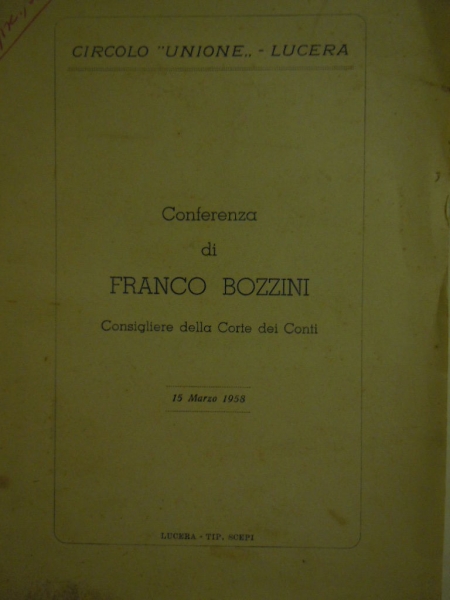 CIRCOLO "UNIONE.. - LUCERA
Conferenza
di
FRANCO BOZZINI
Consigliere della Corte dei Conti
15 Marzo 1958
LUCERA - TIP. SCEPI